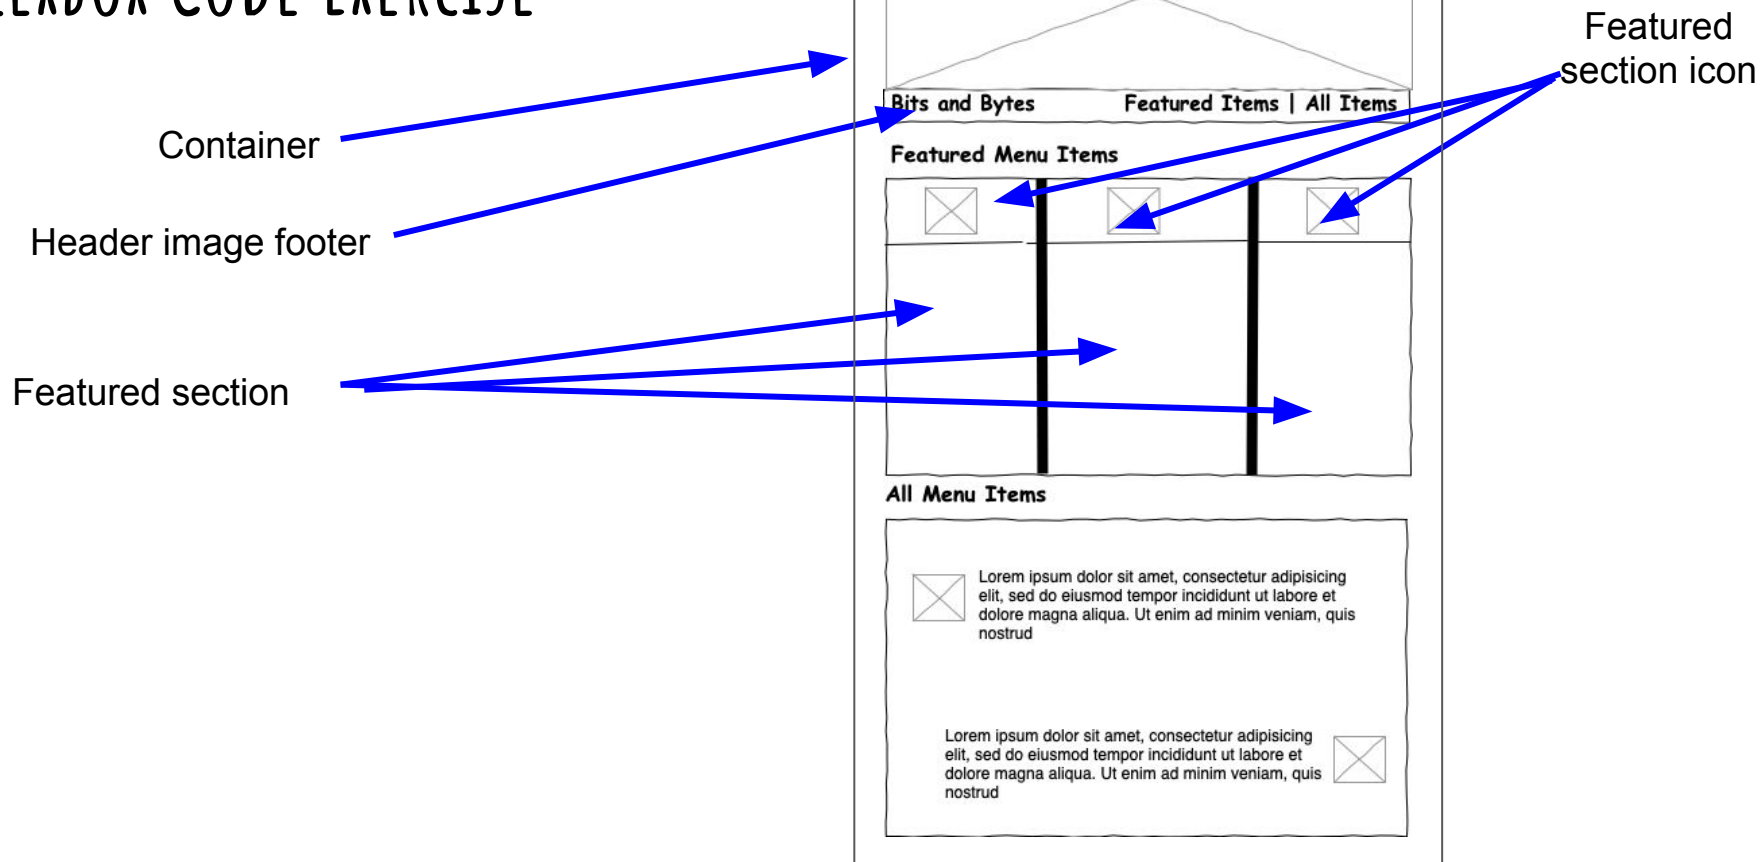 CODE EXERCISE
Featured
section icon
Bits and Bytes Featured Items | All Items
Container
Featured Menu Items
Header image footer
Featured section
All Menu Items
Lorem ipsum dolor sit amet, consectetur adipisicing
elit, sed do eiusmod tempor incididunt ut labore et
dolore magna aliqua. Ut enim ad minim veniam, quis
nostrud
Lorem ipsum dolor sit amet, consectetur adipisicing
elit, sed do eiusmod tempor incididunt ut labore et
dolore magna aliqua. Ut enim ad minim veniam, quis
nostrud